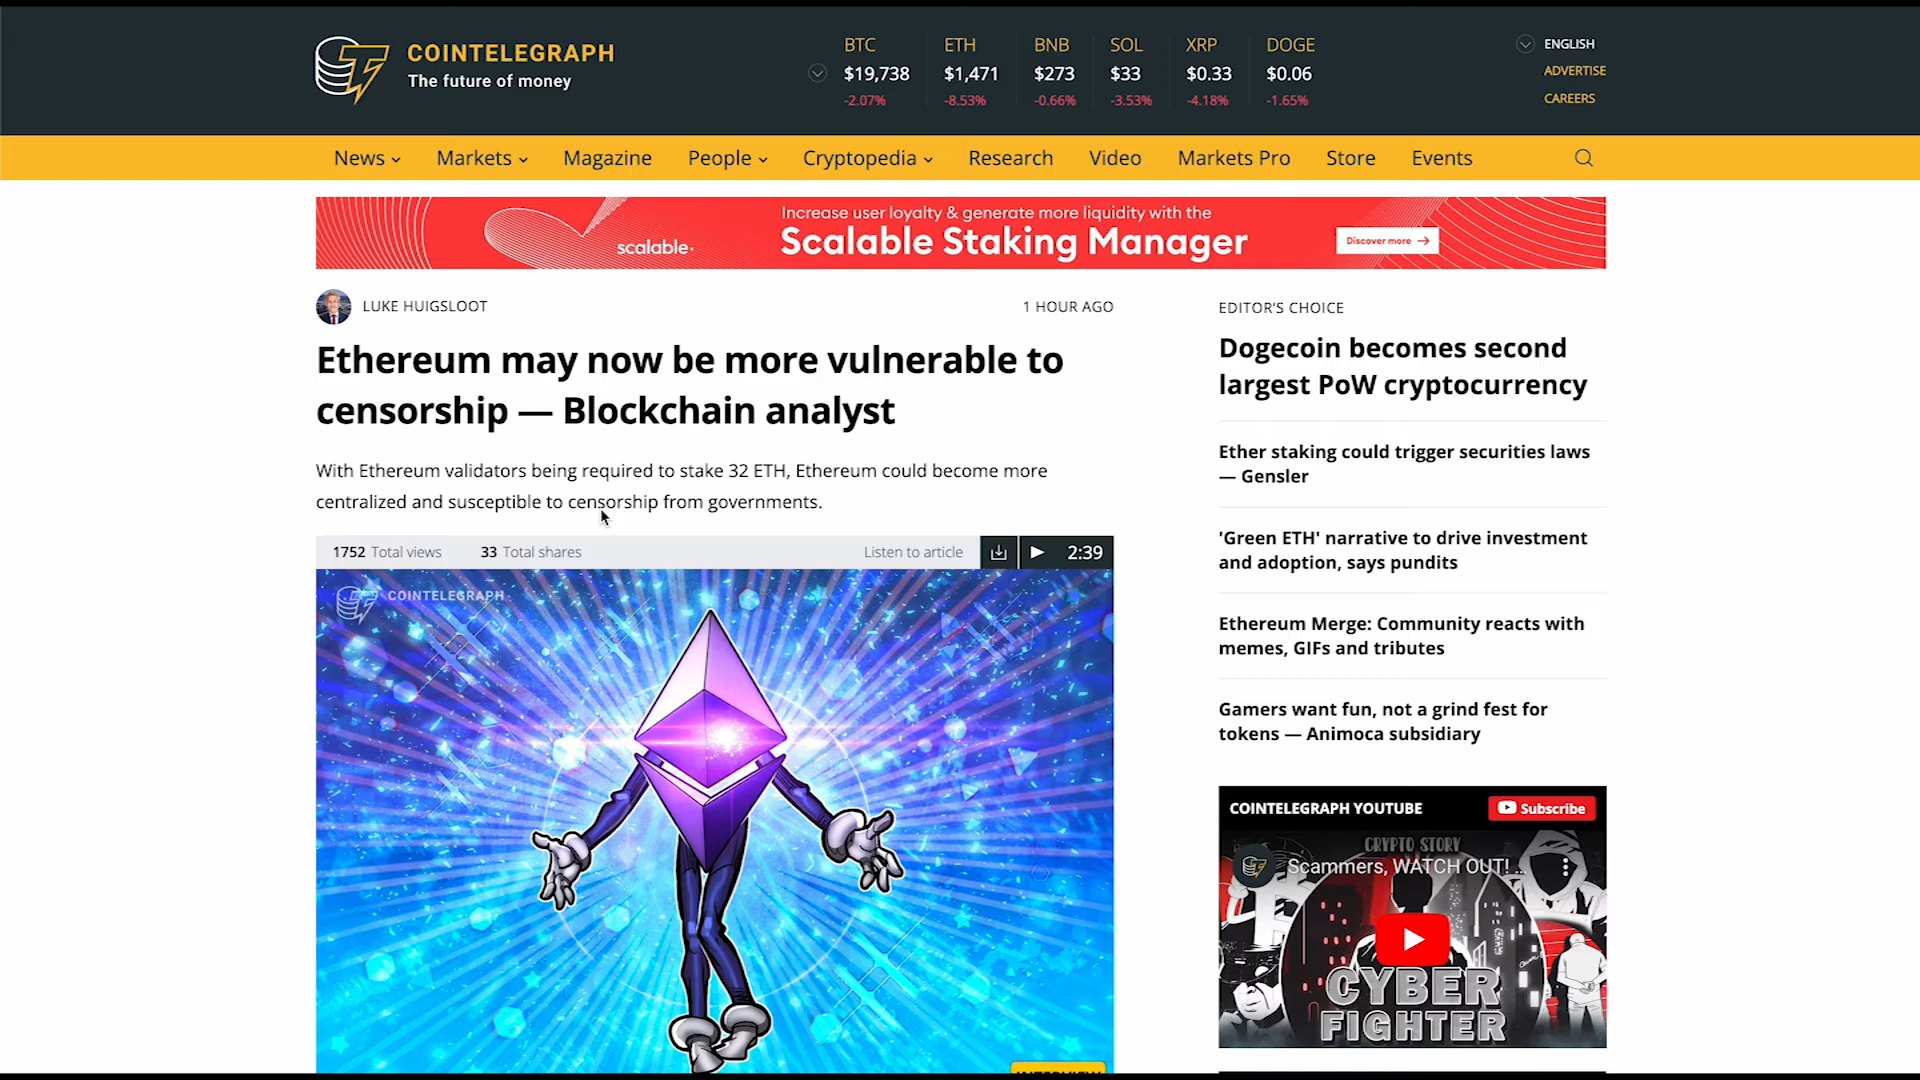 COINTELEGRAPH
The future of money
BTC
$19,738
-2.07%
ETH
$1,471
-8.53%
BNB
$273
-0.66%
SOL
$33
-3.53%
XRP
$0.33
-4.18%
DOGE
$0.06
-1.65%
ENGLISH
ADVERTISE
CAREERS
News
Markets
Magazine
People
Cryptopedia
Research
Video
Markets Pro
Store
Events
scalable.
Increase user loyalty & generate more liquidity with the
Scalable Staking Manager
Discover more →
LUKE HUIGSLOOT
1 HOUR AGO
Ethereum may now be more vulnerable to
censorship — Blockchain analyst
With Ethereum validators being required to stake 32 ETH, Ethereum could become more
centralized and susceptible to censorship from governments.
1752 Total views
33 Total shares
Listen to article
2:39
COINTELEGRAPH
INTERVIEW
EDITOR'S CHOICE
Dogecoin becomes second
largest PoW cryptocurrency
Ether staking could trigger securities laws
— Gensler
'Green ETH' narrative to drive investment
and adoption, says pundits
Ethereum Merge: Community reacts with
memes, GIFs and tributes
Gamers want fun, not a grind fest for
tokens — Animoca subsidiary
COINTELEGRAPH YOUTUBE
Subscribe
CRYPTO STORY
Scammers, WATCH OUT! ...
CYBER
FIGHTER